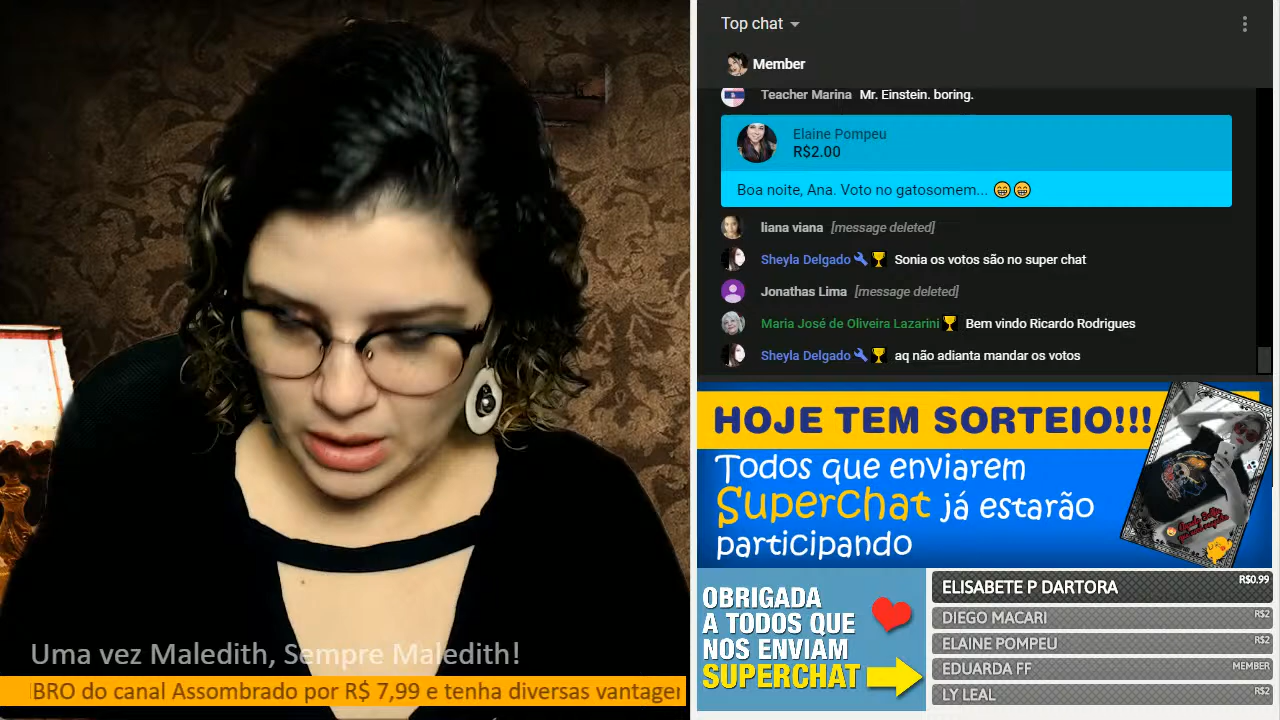 Top chat
Member
Teacher Marina Mr. Einstein. boring.
Elaine Pompeu
R$2.00
Boa noite, Ana. Voto no gatosomem...
liana viana [message deleted]
Sheyla Delgado Sonia os votos são no super chat
Jonathas Lima [message deleted]
Maria José de Oliveira Lazarini Bem vindo Ricardo Rodrigues
Sheyla Delgado aq não adianta mandar os votos
HOJE TEM SORTEIO!!!
Todos que enviarem
Superchat já estarão
participando
OBRIGADA
A TODOS QUE
NOS ENVIAM
SUPERCHAT
ELISABETE P DARTORA R$0.99
DIEGO MACARI R$2
ELAINE POMPEU R$2
EDUARDA FF MEMBER
LY LEAL R$2
Uma vez Maledith, Sempre Maledith!
BRO do canal Assombrado por R$ 7,99 e tenha diversas vantager